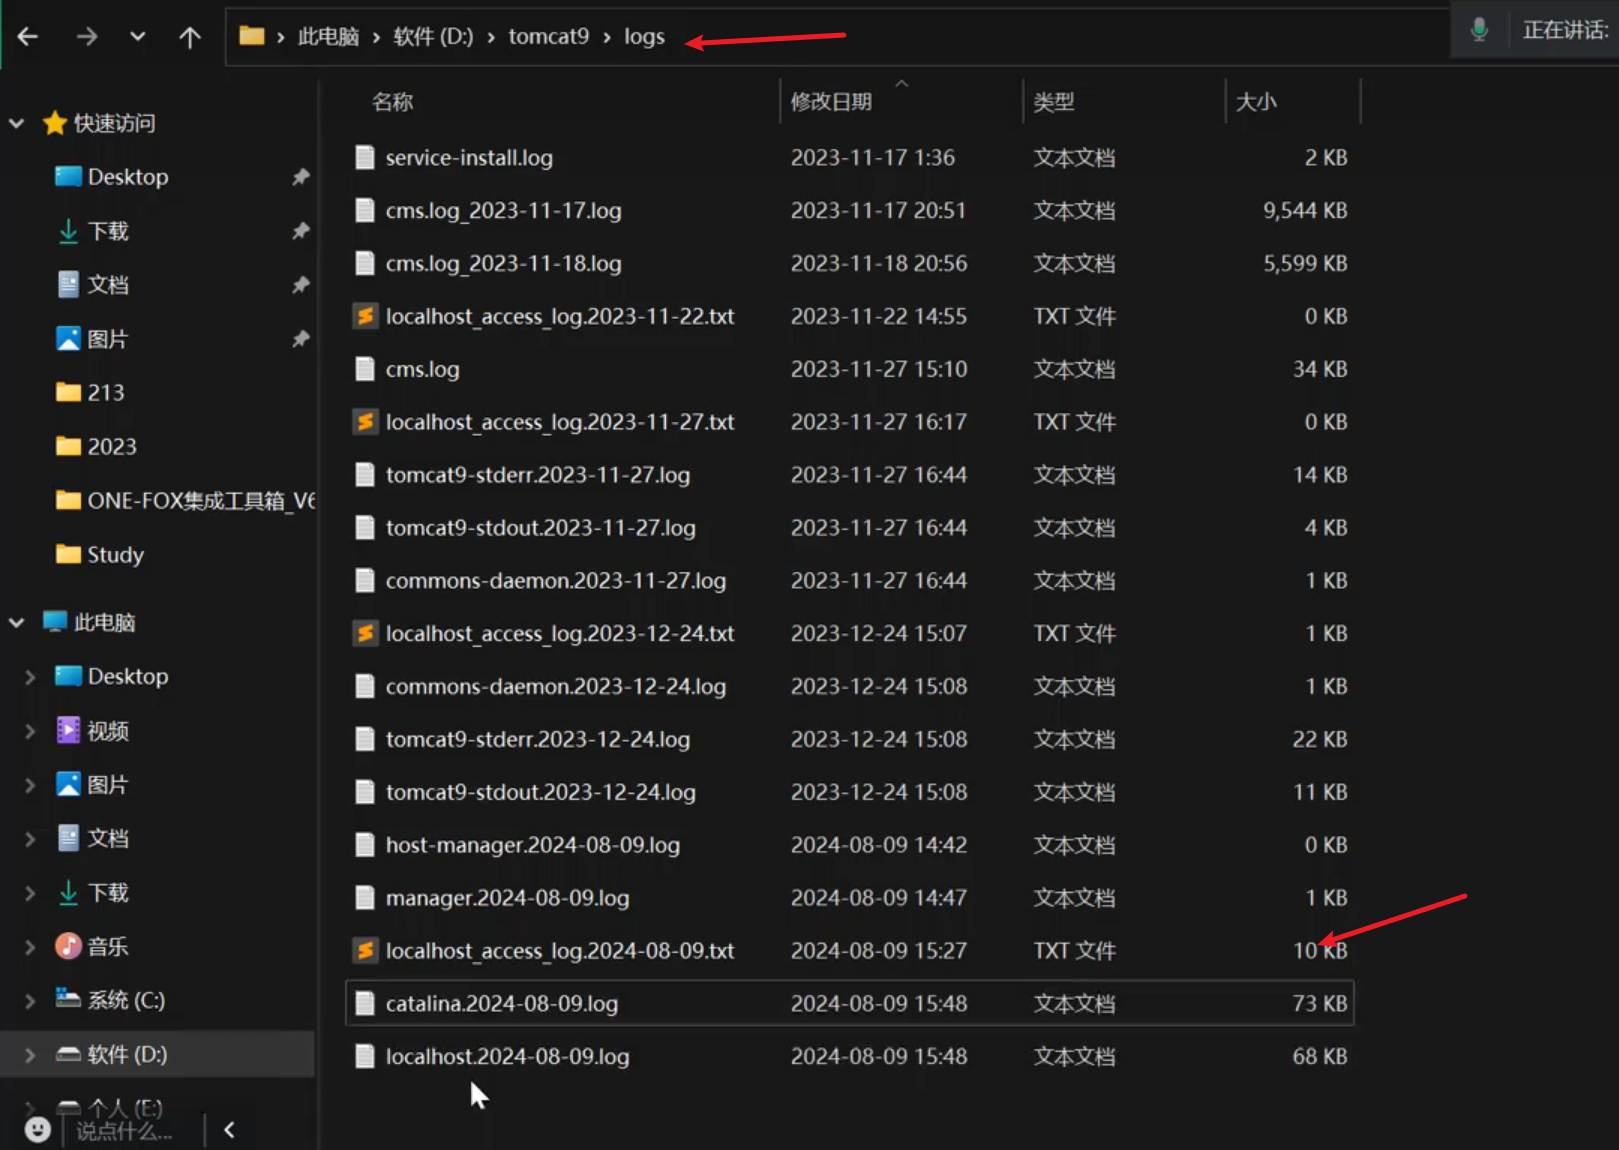 此电脑 › 软件 (D:) › tomcat9 › logs
正在讲话:
名称 修改日期 类型 大小
快速访问
Desktop
下载
文档
图片
213
2023
ONE-FOX集成工具箱_V6
Study
此电脑
Desktop
视频
图片
文档
下载
音乐
系统 (C:)
软件 (D:)
个人 (E:)
说点什么...
service-install.log 2023-11-17 1:36 文本文档 2 KB
cms.log_2023-11-17.log 2023-11-17 20:51 文本文档 9,544 KB
cms.log_2023-11-18.log 2023-11-18 20:56 文本文档 5,599 KB
localhost_access_log.2023-11-22.txt 2023-11-22 14:55 TXT 文件 0 KB
cms.log 2023-11-27 15:10 文本文档 34 KB
localhost_access_log.2023-11-27.txt 2023-11-27 16:17 TXT 文件 0 KB
tomcat9-stderr.2023-11-27.log 2023-11-27 16:44 文本文档 14 KB
tomcat9-stdout.2023-11-27.log 2023-11-27 16:44 文本文档 4 KB
commons-daemon.2023-11-27.log 2023-11-27 16:44 文本文档 1 KB
localhost_access_log.2023-12-24.txt 2023-12-24 15:07 TXT 文件 1 KB
commons-daemon.2023-12-24.log 2023-12-24 15:08 文本文档 1 KB
tomcat9-stderr.2023-12-24.log 2023-12-24 15:08 文本文档 22 KB
tomcat9-stdout.2023-12-24.log 2023-12-24 15:08 文本文档 11 KB
host-manager.2024-08-09.log 2024-08-09 14:42 文本文档 0 KB
manager.2024-08-09.log 2024-08-09 14:47 文本文档 1 KB
localhost_access_log.2024-08-09.txt 2024-08-09 15:27 TXT 文件 10 KB
catalina.2024-08-09.log 2024-08-09 15:48 文本文档 73 KB
localhost.2024-08-09.log 2024-08-09 15:48 文本文档 68 KB